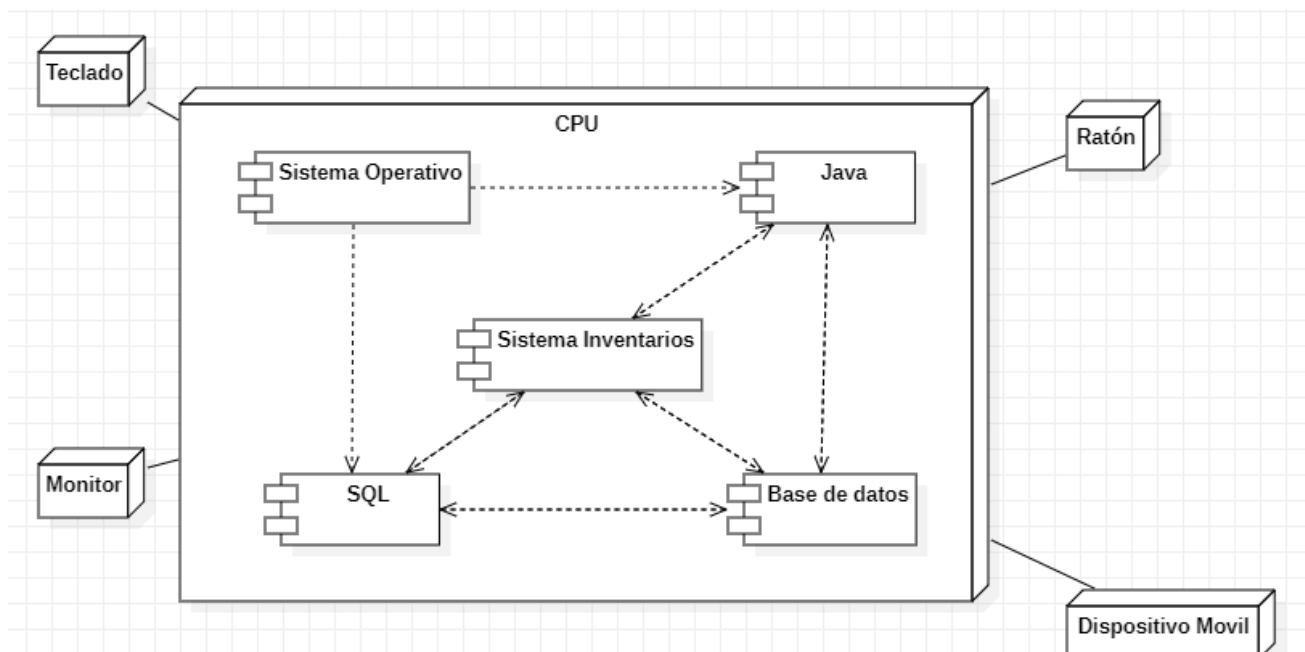 Teclado
CPU
Ratón
Sistema Operativo
Java
Sistema Inventarios
Monitor
SQL
Base de datos
Dispositivo Movil